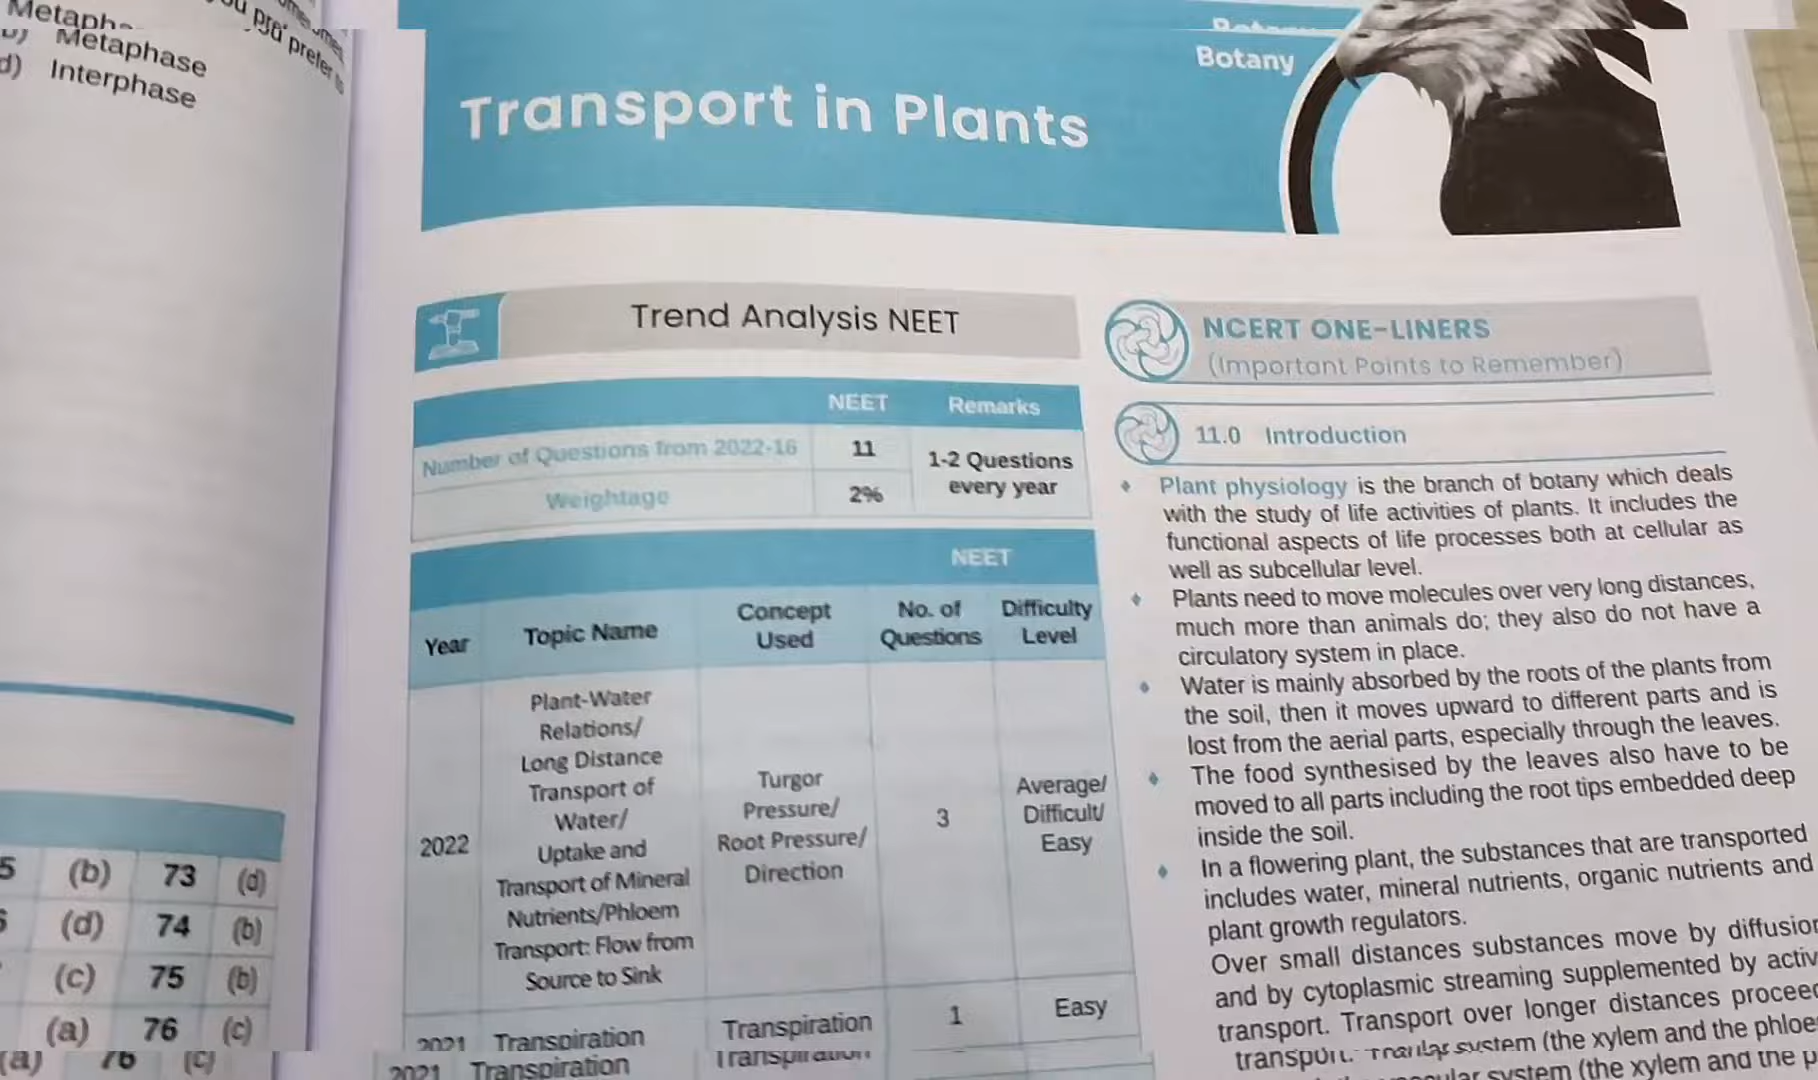 Metaphase
d) Interphase
Botany
Transport in Plants
Trend Analysis NEET
NEET Remarks
Number of Questions from 2022-16 11 1-2 Questions every year
Weightage 2%
NEET
Year Topic Name Concept Used No. of Questions Difficulty Level
2022
Plant-Water
Relations/
Long Distance
Transport of
Water/
Uptake and
Transport of Mineral
Nutrients/Phloem
Transport: Flow from
Source to Sink
Turgor
Pressure/
Root Pressure/
Direction
3
Average/
Difficult/
Easy
2021 Transpiration Transpiration 1 Easy
NCERT ONE-LINERS
(Important Points to Remember)
11.0 Introduction
Plant physiology is the branch of botany which deals
with the study of life activities of plants. It includes the
functional aspects of life processes both at cellular as
well as subcellular level.
Plants need to move molecules over very long distances,
much more than animals do; they also do not have a
circulatory system in place.
Water is mainly absorbed by the roots of the plants from
the soil, then it moves upward to different parts and is
lost from the aerial parts, especially through the leaves.
The food synthesised by the leaves also have to be
moved to all parts including the root tips embedded deep
inside the soil.
In a flowering plant, the substances that are transported
includes water, mineral nutrients, organic nutrients and
plant growth regulators.
Over small distances substances move by diffusion
and by cytoplasmic streaming supplemented by
transport. Transport over longer distances
system (the xylem and the
(b) 73 (d)
(d) 74 (b)
(c) 75 (b)
(a) 76 (c)